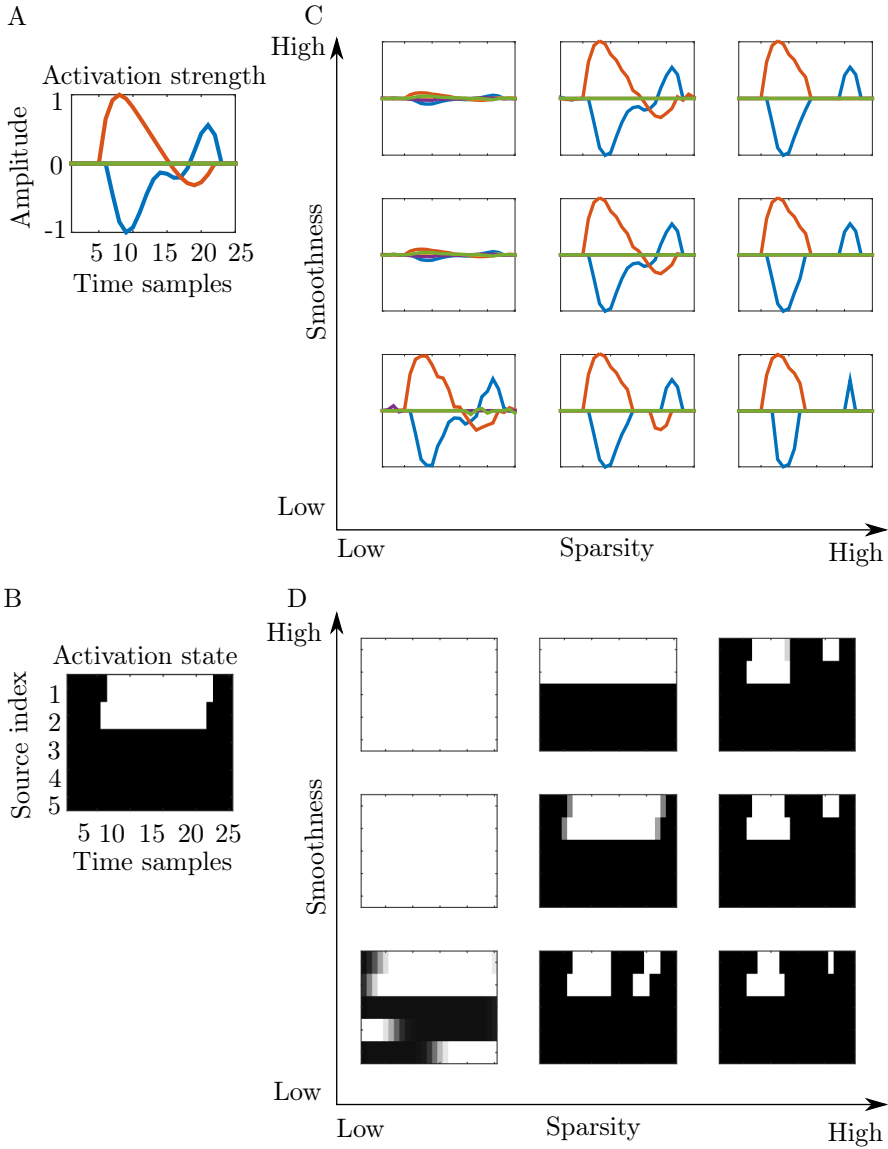 A
Activation strength
1
0
-1
Amplitude
5 10 15 20 25
Time samples
C
High
Smoothness
Low
Low Sparsity High
B
Activation state
Source index
1
2
3
4
5
5 10 15 20 25
Time samples
D
High
Smoothness
Low
Low Sparsity High